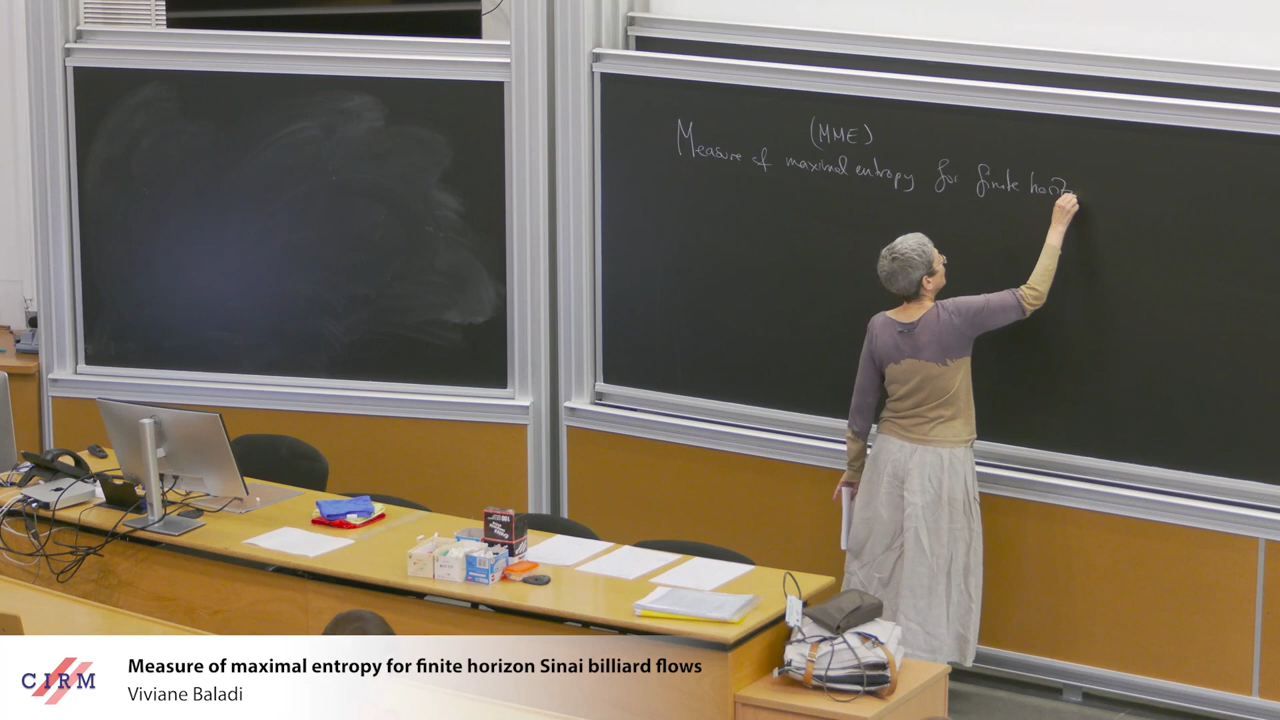 (MME)
Measure of maximal entropy for finite horiz
CIRM
Measure of maximal entropy for finite horizon Sinai billiard flows
Viviane Baladi